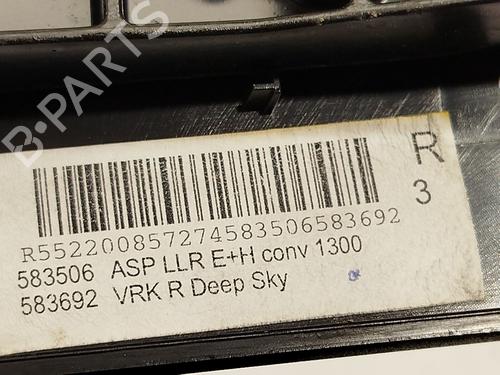 B-PARTS
R
3
R552200857274583506583692
583506 ASP LLR E+H conv 1300
583692 VRK R Deep Sky